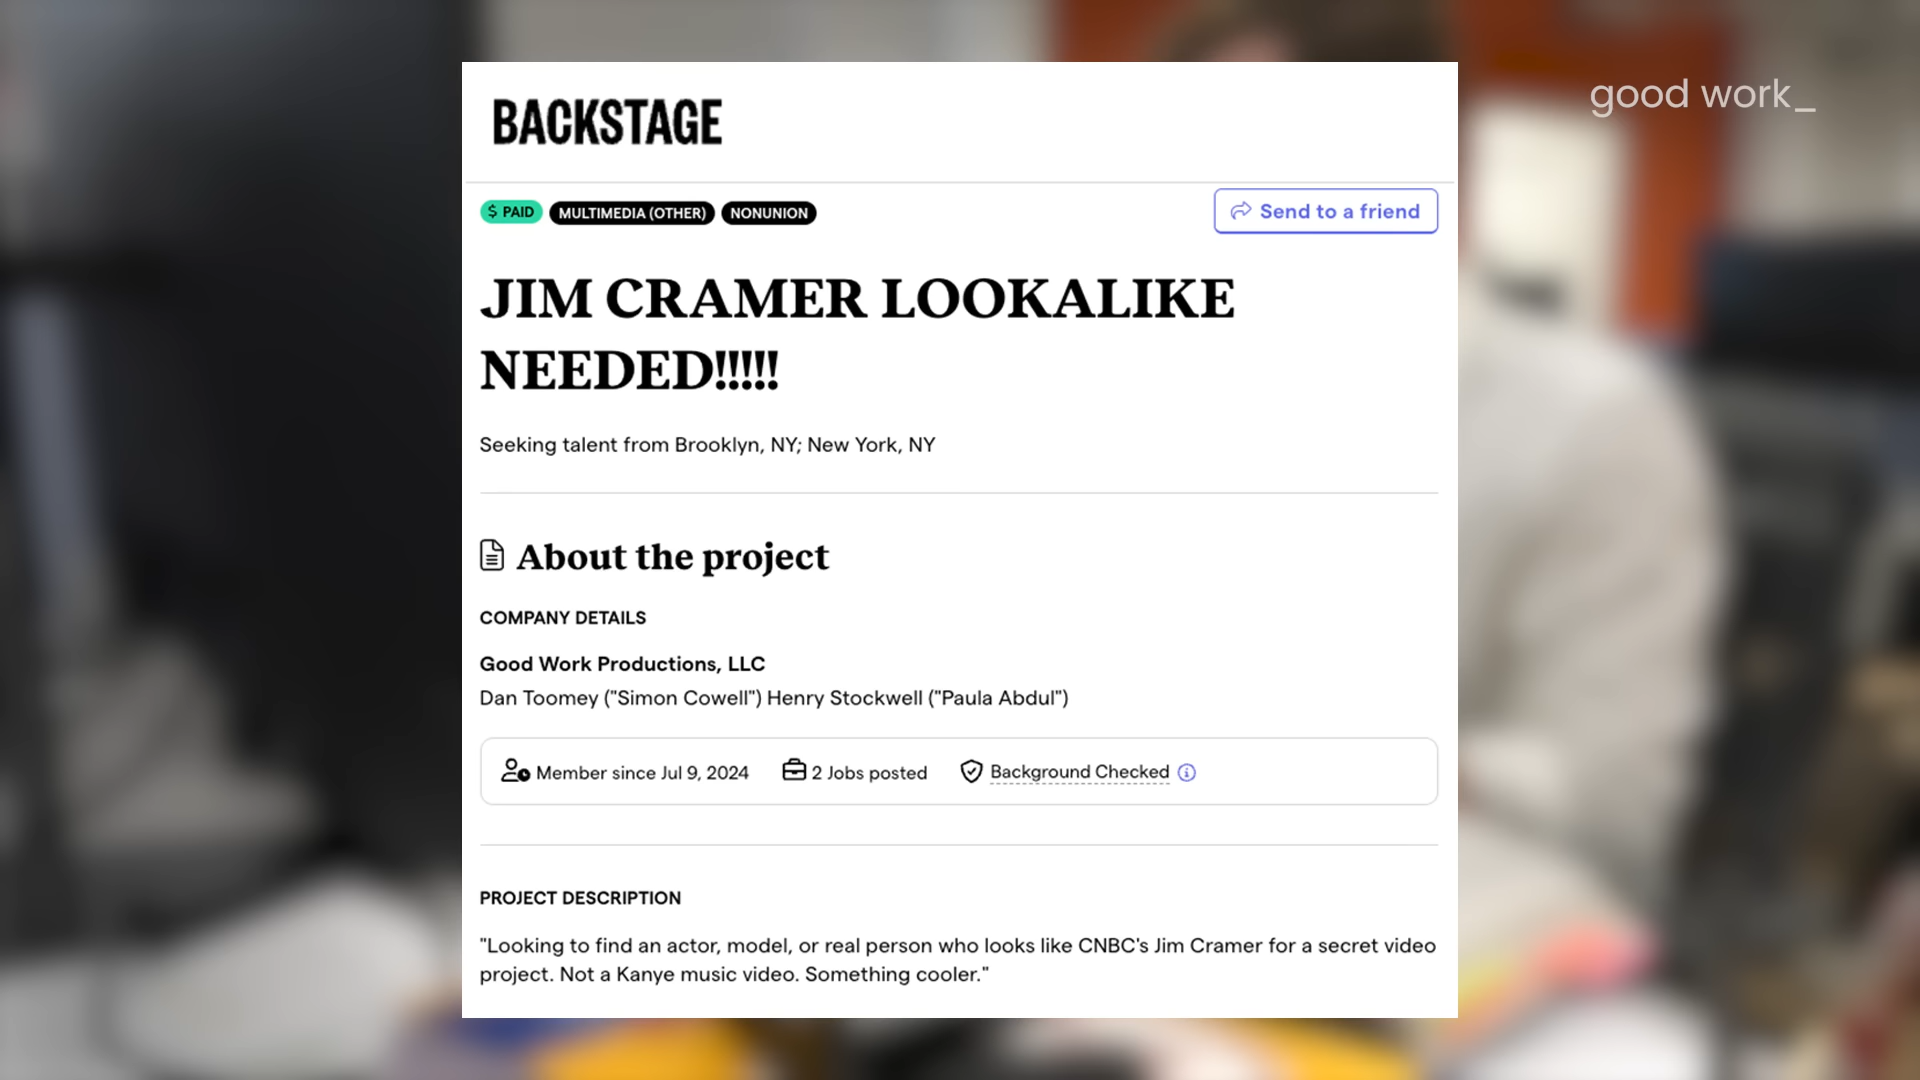 good work_
BACKSTAGE
$ PAID MULTIMEDIA (OTHER) NONUNION
Send to a friend
JIM CRAMER LOOKALIKE
NEEDED!!!!!
Seeking talent from Brooklyn, NY; New York, NY
About the project
COMPANY DETAILS
Good Work Productions, LLC
Dan Toomey ("Simon Cowell") Henry Stockwell ("Paula Abdul")
Member since Jul 9, 2024 2 Jobs posted Background Checked
PROJECT DESCRIPTION
"Looking to find an actor, model, or real person who looks like CNBC's Jim Cramer for a secret video
project. Not a Kanye music video. Something cooler."